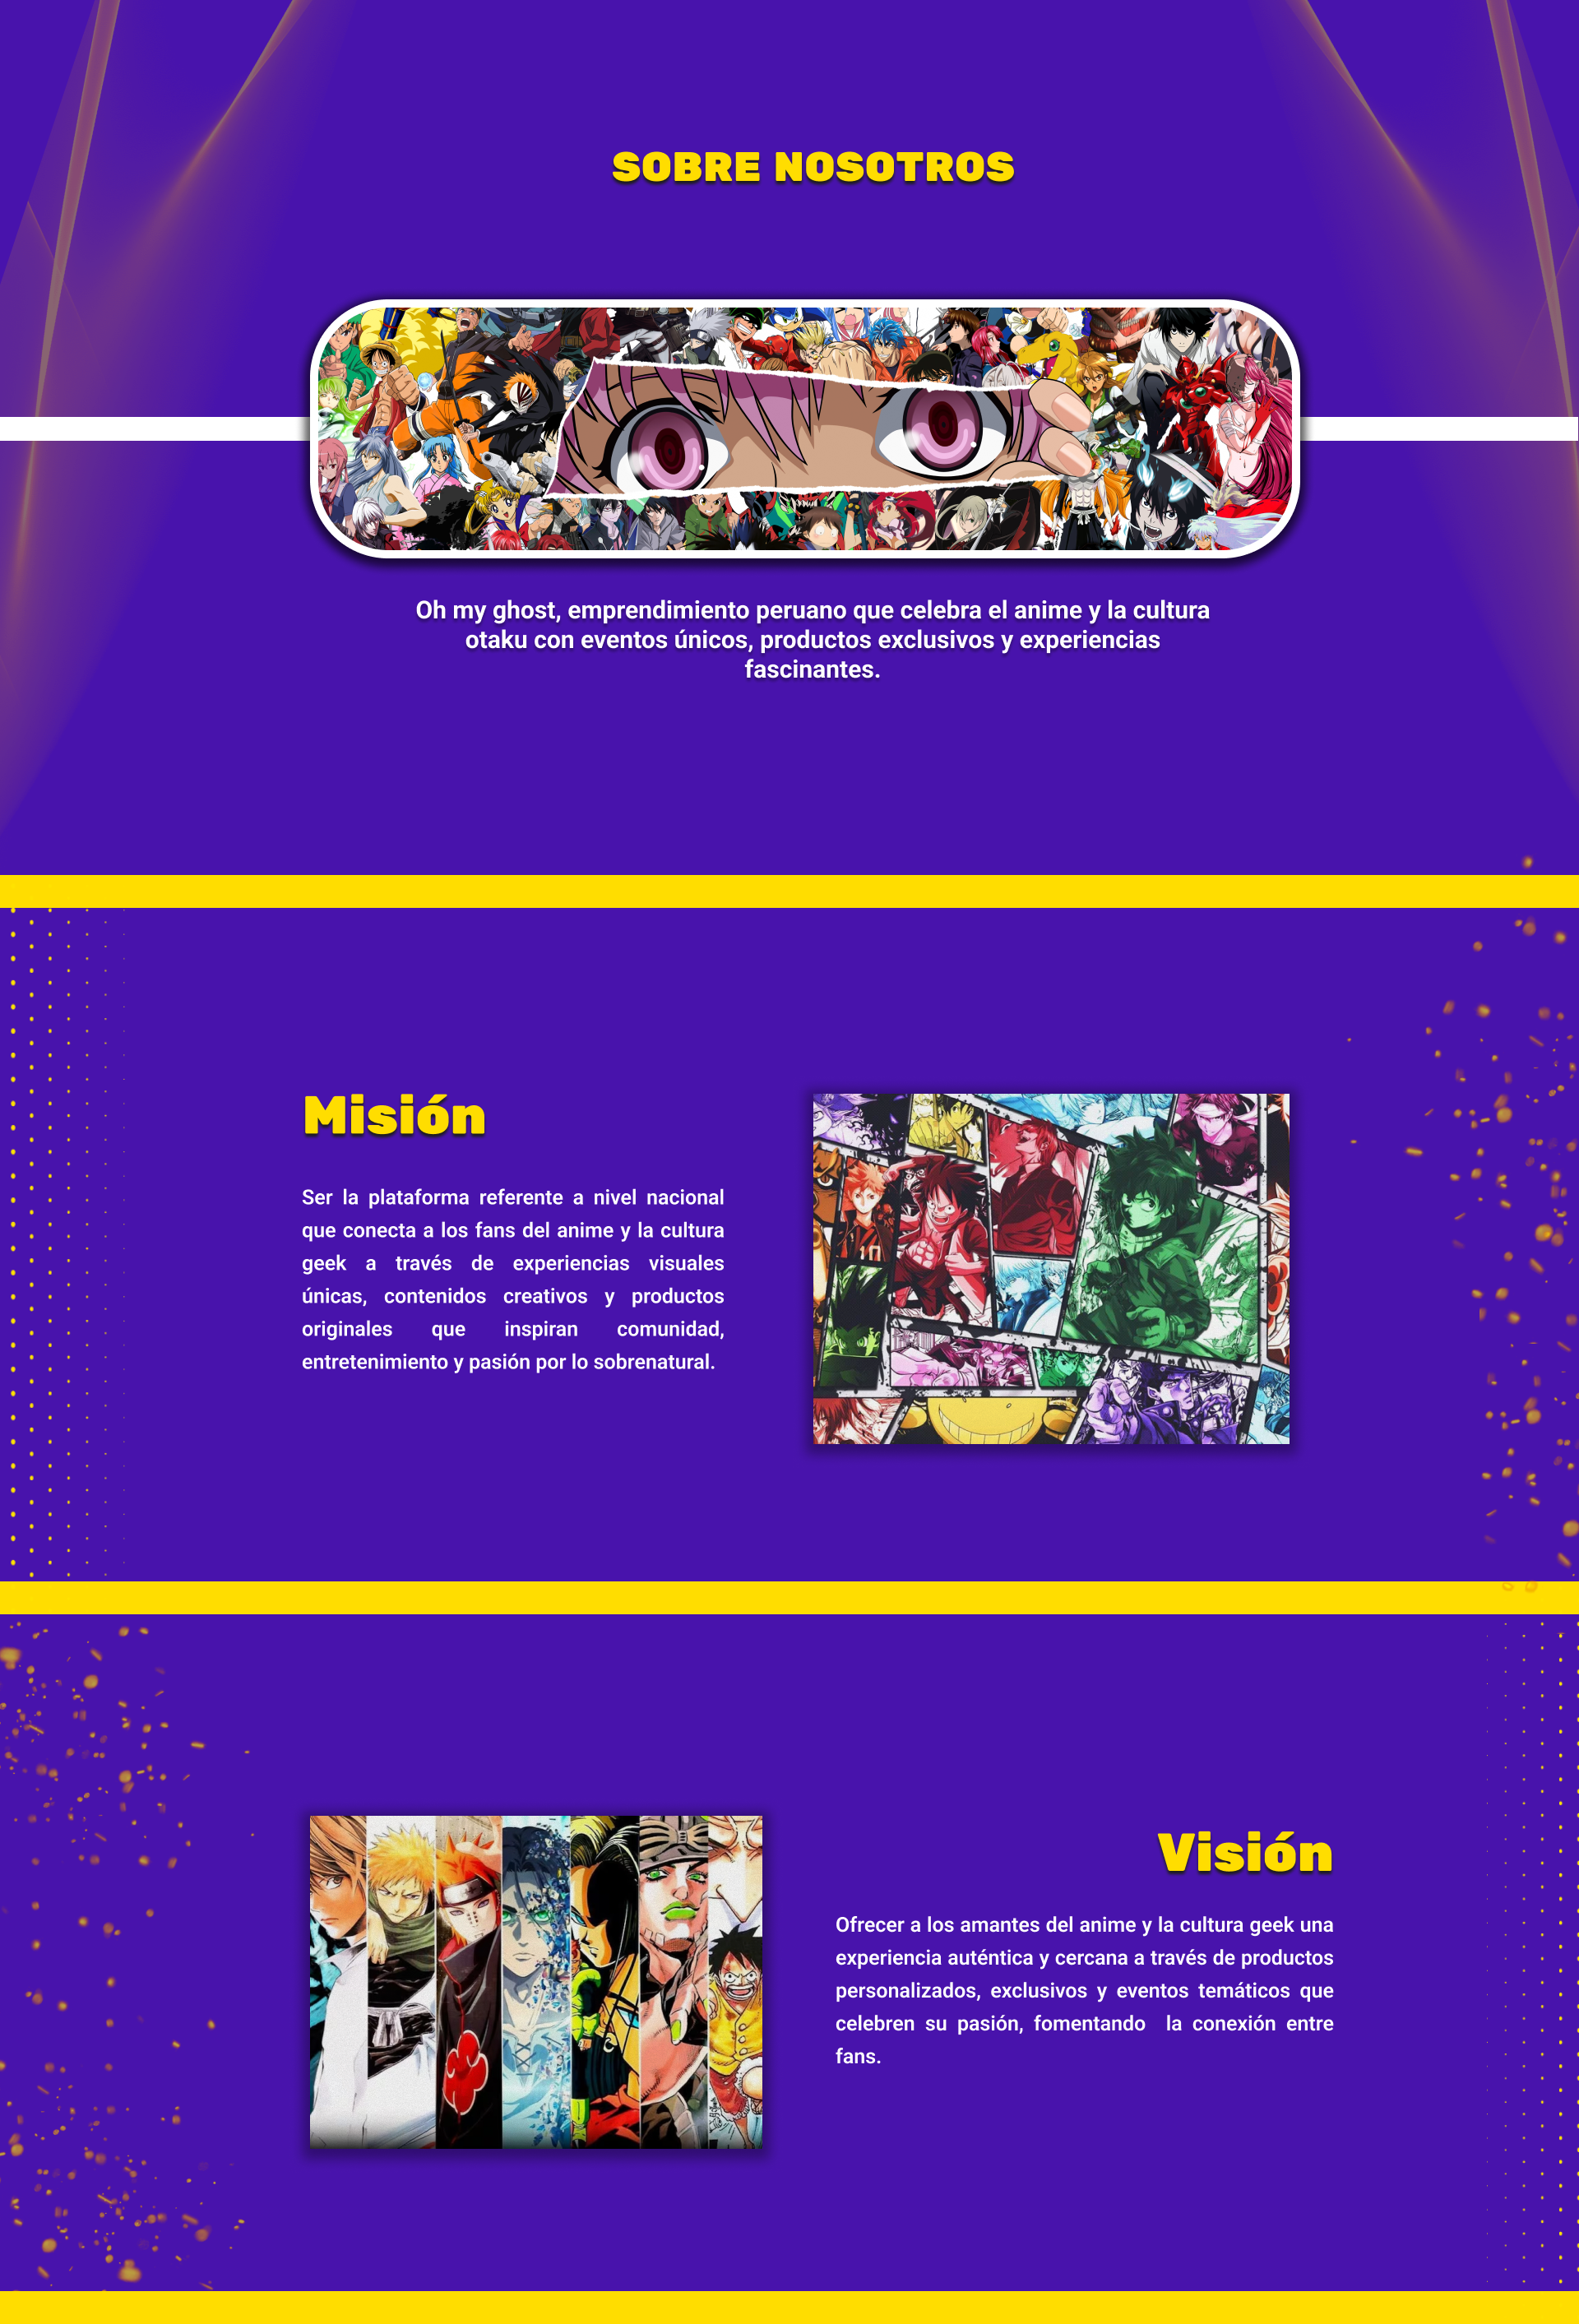 SOBRE NOSOTROS
Oh my ghost, emprendimiento peruano que celebra el anime y la cultura
otaku con eventos únicos, productos exclusivos y experiencias
fascinantes.
Misión
Ser la plataforma referente a nivel nacional
que conecta a los fans del anime y la cultura
geek a través de experiencias visuales
únicas, contenidos creativos y productos
originales que inspiran comunidad,
entretenimiento y pasión por lo sobrenatural.
Visión
Ofrecer a los amantes del anime y la cultura geek una
experiencia auténtica y cercana a través de productos
personalizados, exclusivos y eventos temáticos que
celebren su pasión, fomentando la conexión entre
fans.